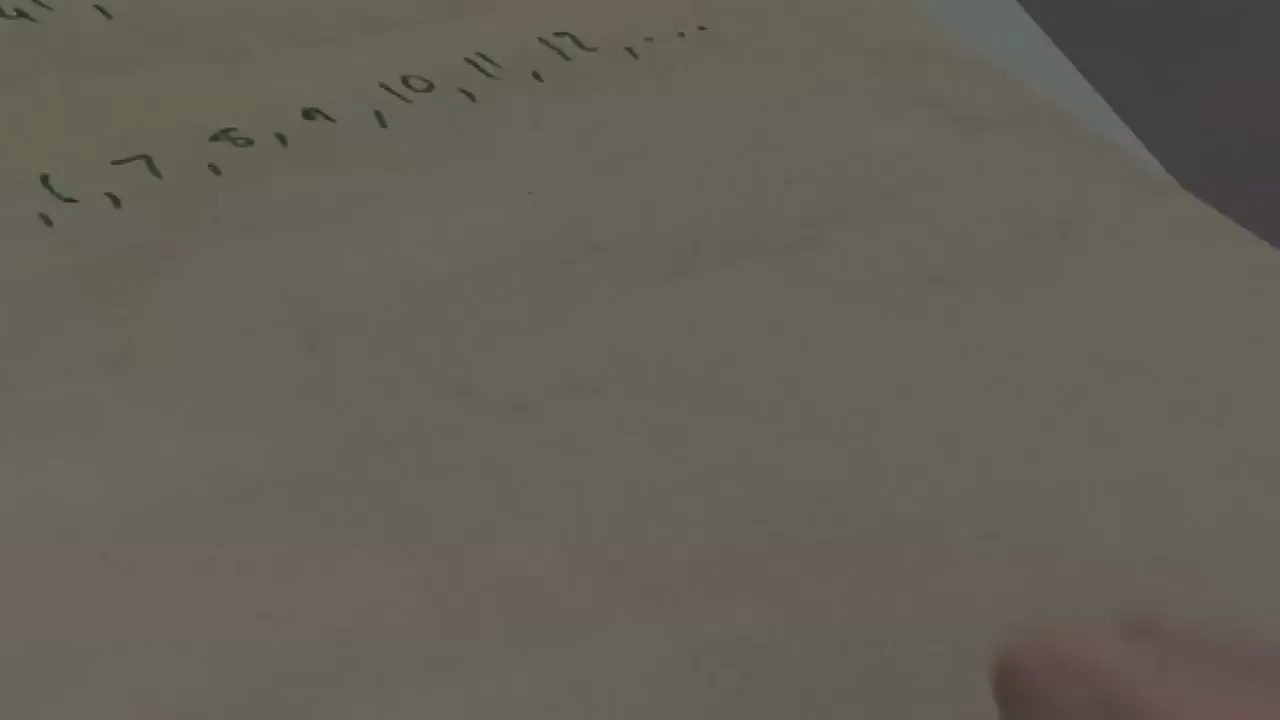 , 6, 7, 8, 9, 10, 11, 12, ...